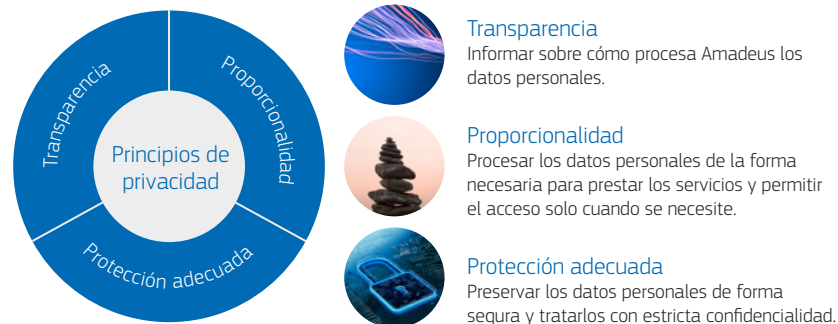 Transparencia
Proporcionalidad
Principios de
privacidad
Protección adecuada
Transparencia
Informar sobre cómo procesa Amadeus los
datos personales.
Proporcionalidad
Procesar los datos personales de la forma
necesaria para prestar los servicios y permitir
el acceso solo cuando se necesite.
Protección adecuada
Preservar los datos personales de forma
segura y tratarlos con estricta confidencialidad.